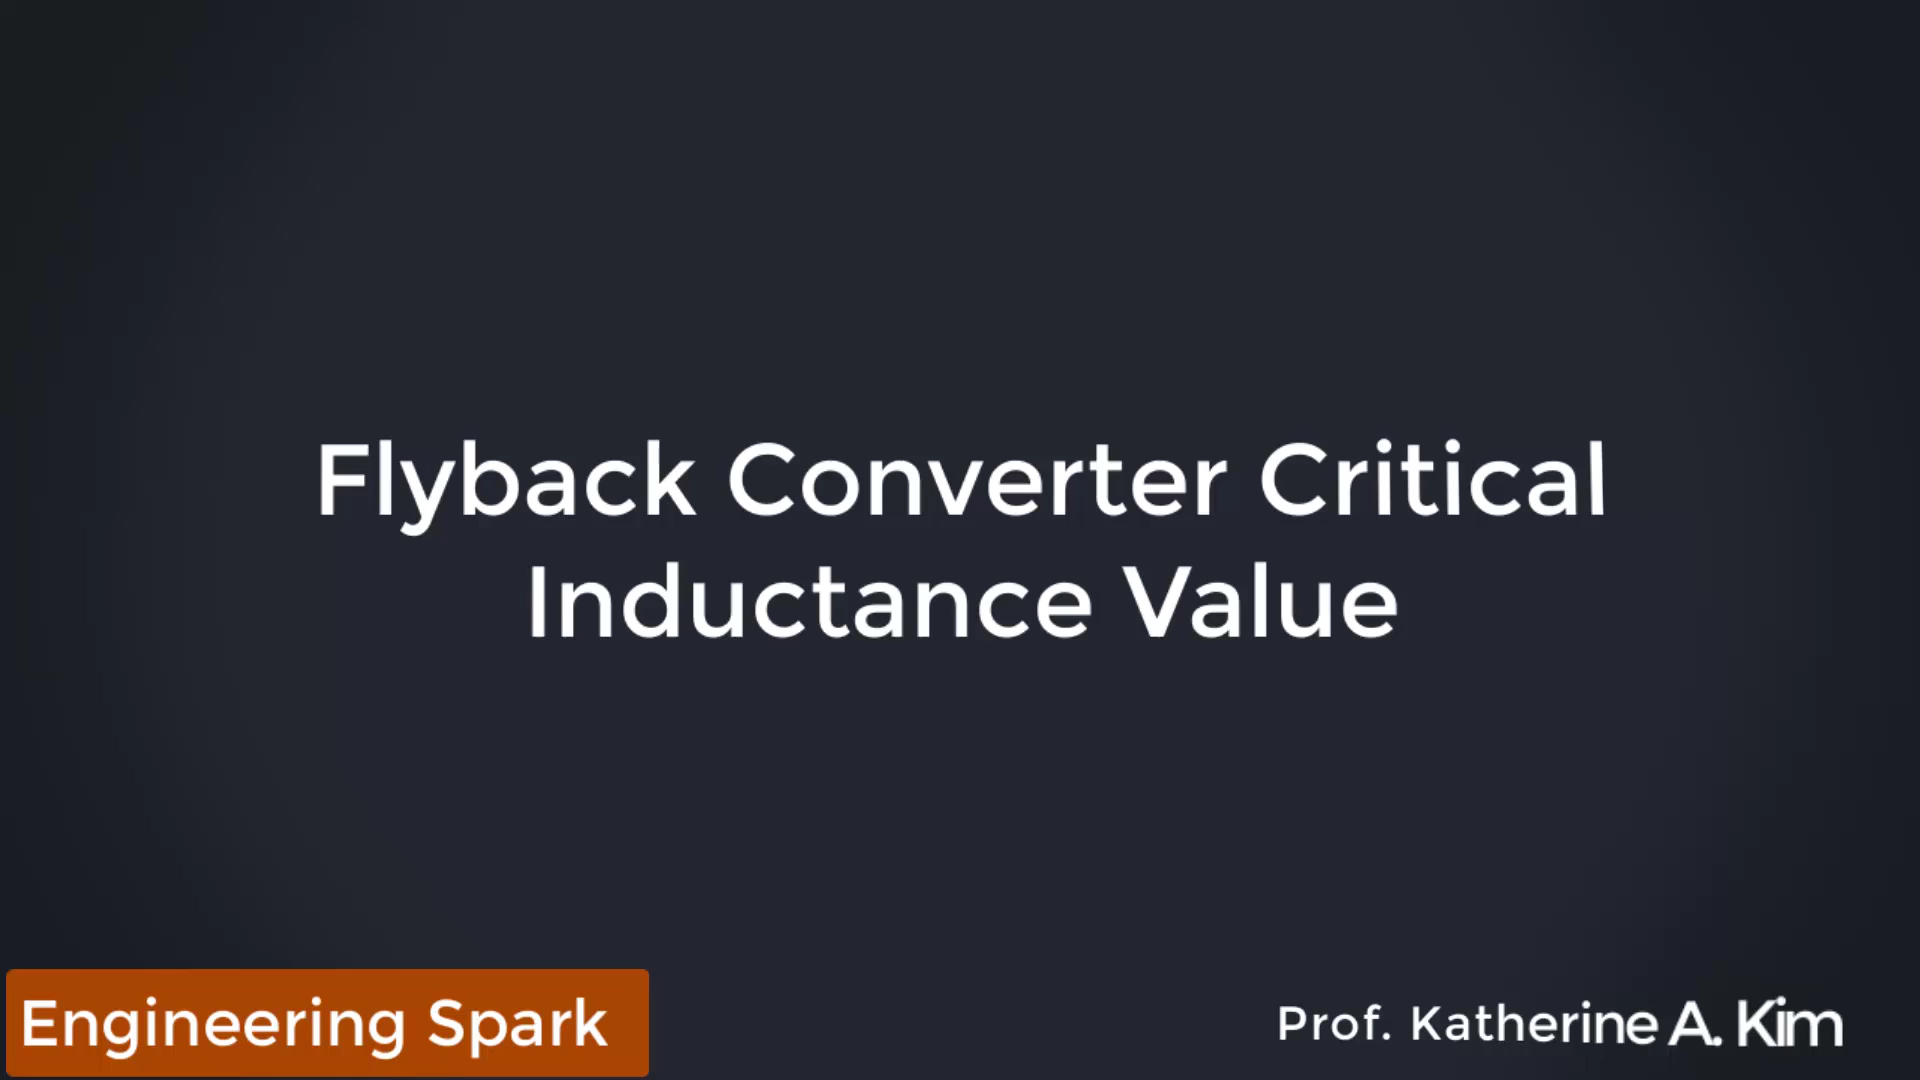 Flyback Converter Critical
Inductance Value
Engineering Spark
Prof. Katherine A. Kim